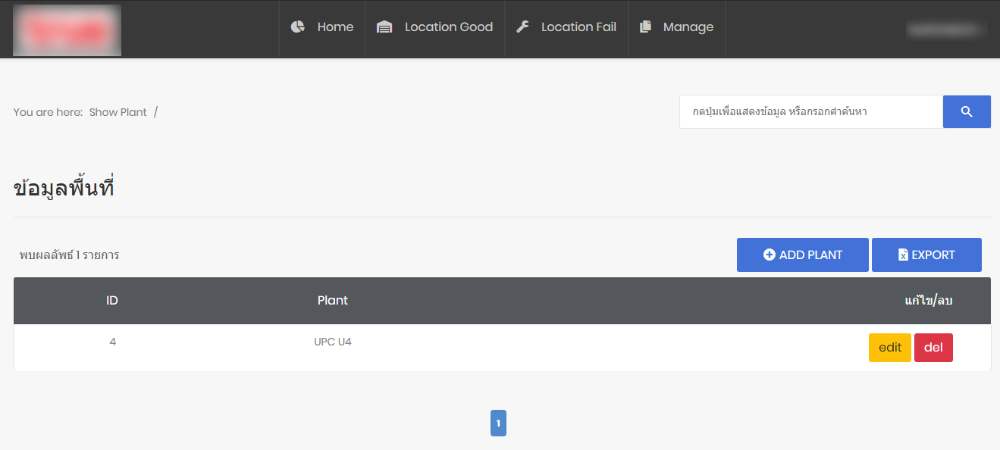 Home Location Good Location Fail Manage
You are here: Show Plant /
กดปุ่มเพื่อแสดงข้อมูล หรือกรอกคำค้นหา
ข้อมูลพื้นที่
พบผลลัพธ์ 1 รายการ
ADD PLANT EXPORT
ID Plant แก้ไข/ลบ
4 UPC U4 edit del
1